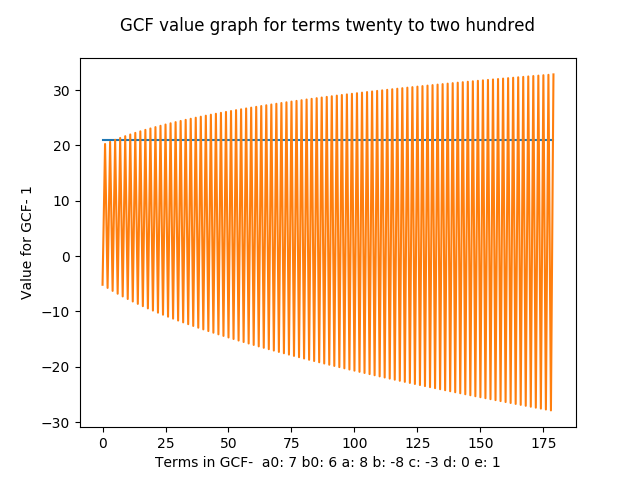 GCF value graph for terms twenty to two hundred
30
20
10
0
−10
−20
−30
Value for GCF- 1
0 25 50 75 100 125 150 175
Terms in GCF-  a0: 7 b0: 6 a: 8 b: -8 c: -3 d: 0 e: 1